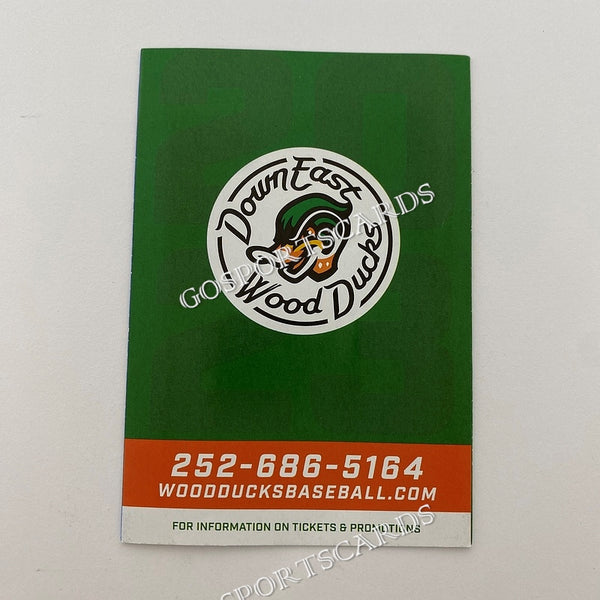 Down East
Wood Ducks
GOSPORTSCARDS
252-686-5164
WOODDUCKSBASEBALL.COM
FOR INFORMATION ON TICKETS & PROMOTIONS
GOSPORTSCARDS